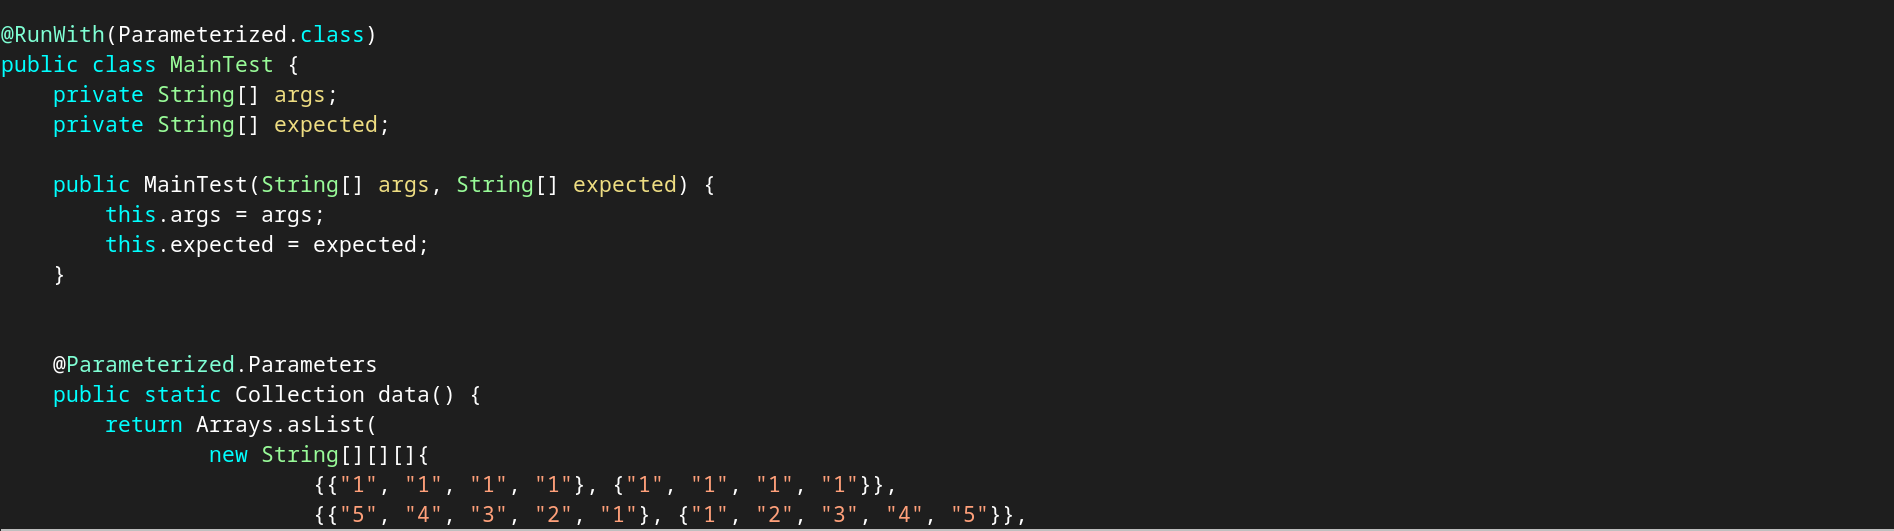 @RunWith(Parameterized.class)
public class MainTest {
    private String[] args;
    private String[] expected;

    public MainTest(String[] args, String[] expected) {
        this.args = args;
        this.expected = expected;
    }


    @Parameterized.Parameters
    public static Collection data() {
        return Arrays.asList(
                new String[][][]{
                        {{"1", "1", "1", "1"}, {"1", "1", "1", "1"}},
                        {{"5", "4", "3", "2", "1"}, {"1", "2", "3", "4", "5"}},